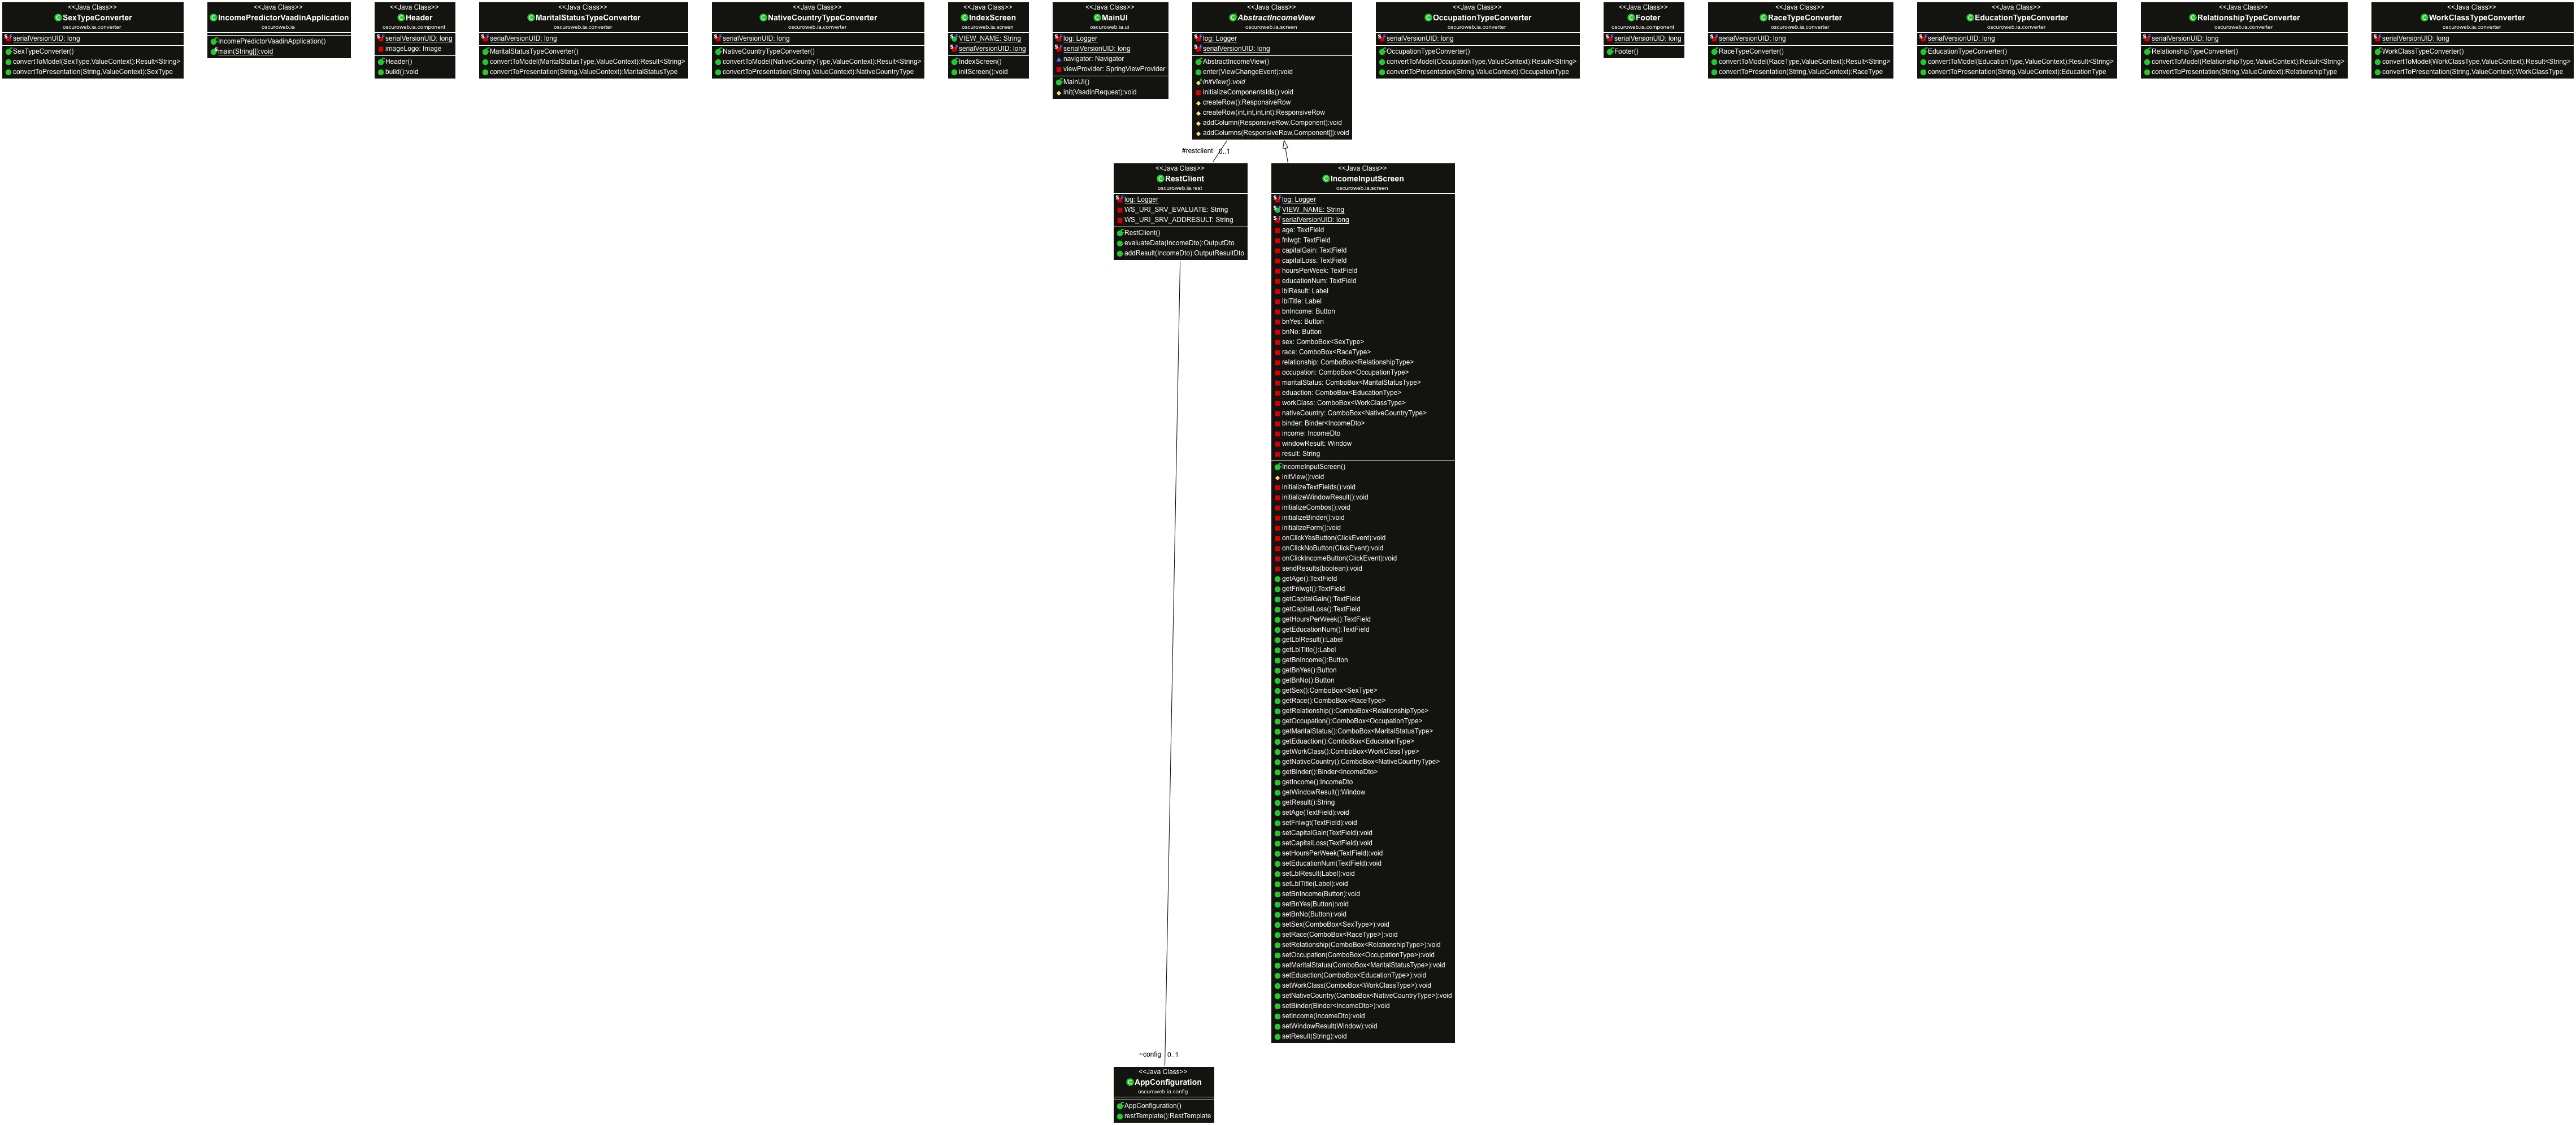 <<Java Class>>
SexTypeConverter
oscuroweb.ia.converter
serialVersionUID: long
SexTypeConverter()
convertToModel(SexType,ValueContext):Result<String>
convertToPresentation(String,ValueContext):SexType
<<Java Class>>
IncomePredictorVaadinApplication
oscuroweb.ia
IncomePredictorVaadinApplication()
main(String[]):void
<<Java Class>>
Header
oscuroweb.ia.component
serialVersionUID: long
imageLogo: Image
Header()
build():void
<<Java Class>>
MaritalStatusTypeConverter
oscuroweb.ia.converter
serialVersionUID: long
MaritalStatusTypeConverter()
convertToModel(MaritalStatusType,ValueContext):Result<String>
convertToPresentation(String,ValueContext):MaritalStatusType
<<Java Class>>
NativeCountryTypeConverter
oscuroweb.ia.converter
serialVersionUID: long
NativeCountryTypeConverter()
convertToModel(NativeCountryType,ValueContext):Result<String>
convertToPresentation(String,ValueContext):NativeCountryType
<<Java Class>>
IndexScreen
oscuroweb.ia.screen
VIEW_NAME: String
serialVersionUID: long
IndexScreen()
initScreen():void
<<Java Class>>
MainUI
oscuroweb.ia.ui
log: Logger
serialVersionUID: long
navigator: Navigator
viewProvider: SpringViewProvider
MainUI()
init(VaadinRequest):void
<<Java Class>>
AbstractIncomeView
oscuroweb.ia.screen
log: Logger
serialVersionUID: long
AbstractIncomeView()
enter(ViewChangeEvent):void
initView():void
initializeComponentsIds():void
createRow():ResponsiveRow
createRow(int,int,int,int):ResponsiveRow
addColumn(ResponsiveRow,Component):void
addColumns(ResponsiveRow,Component[]):void
<<Java Class>>
OccupationTypeConverter
oscuroweb.ia.converter
serialVersionUID: long
OccupationTypeConverter()
convertToModel(OccupationType,ValueContext):Result<String>
convertToPresentation(String,ValueContext):OccupationType
<<Java Class>>
Footer
oscuroweb.ia.component
serialVersionUID: long
Footer()
<<Java Class>>
RaceTypeConverter
oscuroweb.ia.converter
serialVersionUID: long
RaceTypeConverter()
convertToModel(RaceType,ValueContext):Result<String>
convertToPresentation(String,ValueContext):RaceType
<<Java Class>>
EducationTypeConverter
oscuroweb.ia.converter
serialVersionUID: long
EducationTypeConverter()
convertToModel(EducationType,ValueContext):Result<String>
convertToPresentation(String,ValueContext):EducationType
<<Java Class>>
RelationshipTypeConverter
oscuroweb.ia.converter
serialVersionUID: long
RelationshipTypeConverter()
convertToModel(RelationshipType,ValueContext):Result<String>
convertToPresentation(String,ValueContext):RelationshipType
<<Java Class>>
WorkClassTypeConverter
oscuroweb.ia.converter
serialVersionUID: long
WorkClassTypeConverter()
convertToModel(WorkClassType,ValueContext):Result<String>
convertToPresentation(String,ValueContext):WorkClassType
#restclient 0..1
<<Java Class>>
RestClient
oscuroweb.ia.rest
log: Logger
WS_URI_SRV_EVALUATE: String
WS_URI_SRV_ADDRESULT: String
RestClient()
evaluateData(IncomeDto):OutputDto
addResult(IncomeDto):OutputResultDto
<<Java Class>>
IncomeInputScreen
oscuroweb.ia.screen
log: Logger
VIEW_NAME: String
serialVersionUID: long
age: TextField
fnlwgt: TextField
capitalGain: TextField
capitalLoss: TextField
hoursPerWeek: TextField
educationNum: TextField
lblResult: Label
lblTitle: Label
bnIncome: Button
bnYes: Button
bnNo: Button
sex: ComboBox<SexType>
race: ComboBox<RaceType>
relationship: ComboBox<RelationshipType>
occupation: ComboBox<OccupationType>
maritalStatus: ComboBox<MaritalStatusType>
eduaction: ComboBox<EducationType>
workClass: ComboBox<WorkClassType>
nativeCountry: ComboBox<NativeCountryType>
binder: Binder<IncomeDto>
income: IncomeDto
windowResult: Window
result: String
IncomeInputScreen()
initView():void
initializeTextFields():void
initializeWindowResult():void
initializeCombos():void
initializeBinder():void
initializeForm():void
onClickYesButton(ClickEvent):void
onClickNoButton(ClickEvent):void
onClickIncomeButton(ClickEvent):void
sendResults(boolean):void
getAge():TextField
getFnlwgt():TextField
getCapitalGain():TextField
getCapitalLoss():TextField
getHoursPerWeek():TextField
getEducationNum():TextField
getLblResult():Label
getLblTitle():Label
getBnIncome():Button
getBnYes():Button
getBnNo():Button
getSex():ComboBox<SexType>
getRace():ComboBox<RaceType>
getRelationship():ComboBox<RelationshipType>
getOccupation():ComboBox<OccupationType>
getMaritalStatus():ComboBox<MaritalStatusType>
getEduaction():ComboBox<EducationType>
getWorkClass():ComboBox<WorkClassType>
getNativeCountry():ComboBox<NativeCountryType>
getBinder():Binder<IncomeDto>
getIncome():IncomeDto
getWindowResult():Window
getResult():String
setAge(TextField):void
setFnlwgt(TextField):void
setCapitalGain(TextField):void
setCapitalLoss(TextField):void
setHoursPerWeek(TextField):void
setEducationNum(TextField):void
setLblResult(Label):void
setLblTitle(Label):void
setBnIncome(Button):void
setBnYes(Button):void
setBnNo(Button):void
setSex(ComboBox<SexType>):void
setRace(ComboBox<RaceType>):void
setRelationship(ComboBox<RelationshipType>):void
setOccupation(ComboBox<OccupationType>):void
setMaritalStatus(ComboBox<MaritalStatusType>):void
setEduaction(ComboBox<EducationType>):void
setWorkClass(ComboBox<WorkClassType>):void
setNativeCountry(ComboBox<NativeCountryType>):void
setBinder(Binder<IncomeDto>):void
setIncome(IncomeDto):void
setWindowResult(Window):void
setResult(String):void
~config 0..1
<<Java Class>>
AppConfiguration
oscuroweb.ia.config
AppConfiguration()
restTemplate():RestTemplate